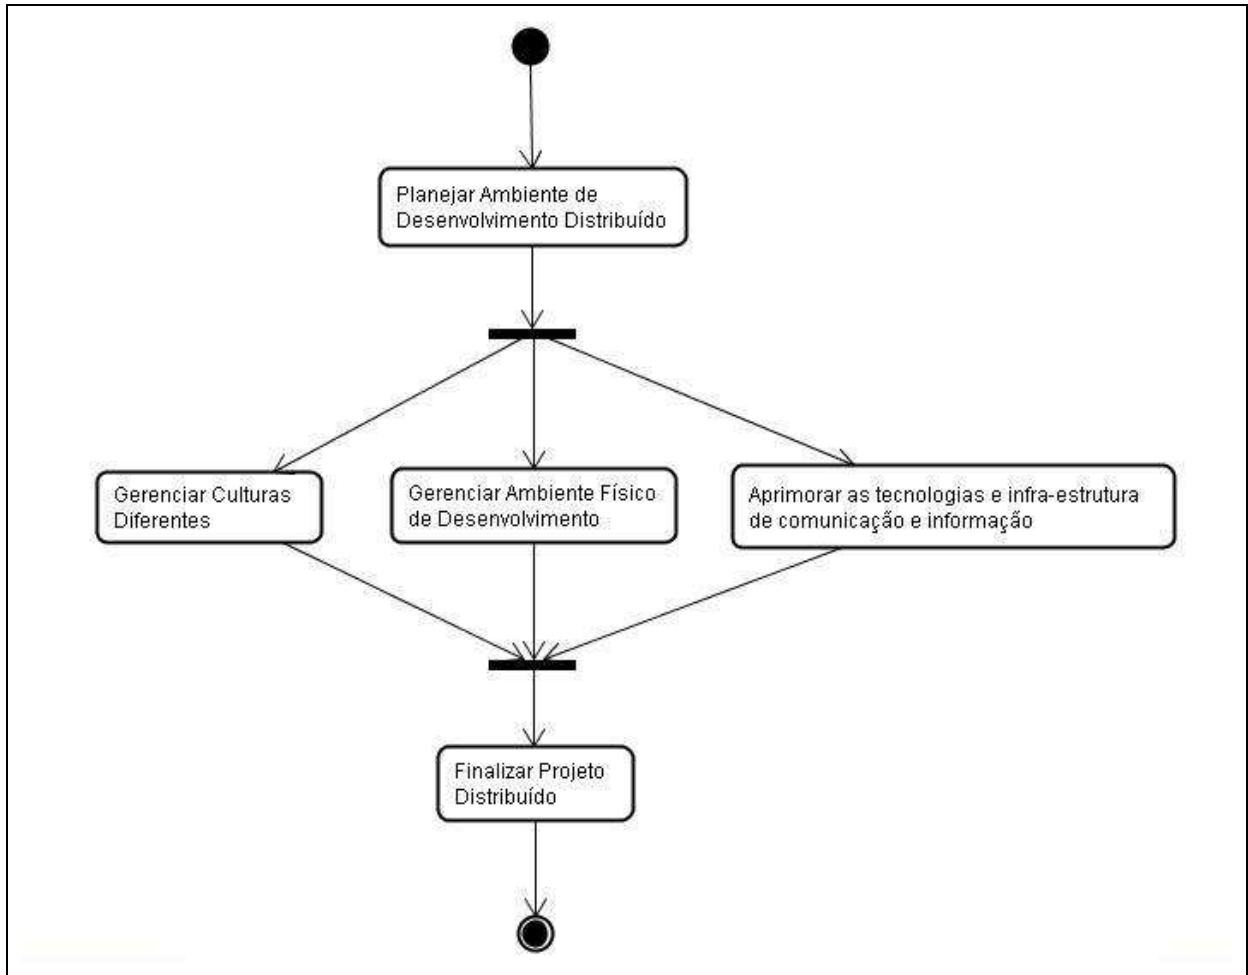 Planejar Ambiente de
Desenvolvimento Distribuído
Gerenciar Culturas
Diferentes
Gerenciar Ambiente Físico
de Desenvolvimento
Aprimorar as tecnologias e infra-estrutura
de comunicação e informação
Finalizar Projeto
Distribuído